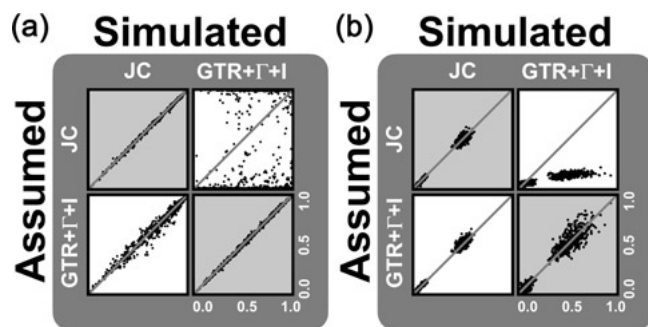 (a) Simulated (b) Simulated
JC GTR+Γ+I JC GTR+Γ+I
Assumed Assumed
JC JC
GTR+Γ+I GTR+Γ+I
1.0 1.0
0.5 0.5
0.0 0.0
0.0 0.5 1.0 0.0 0.5 1.0